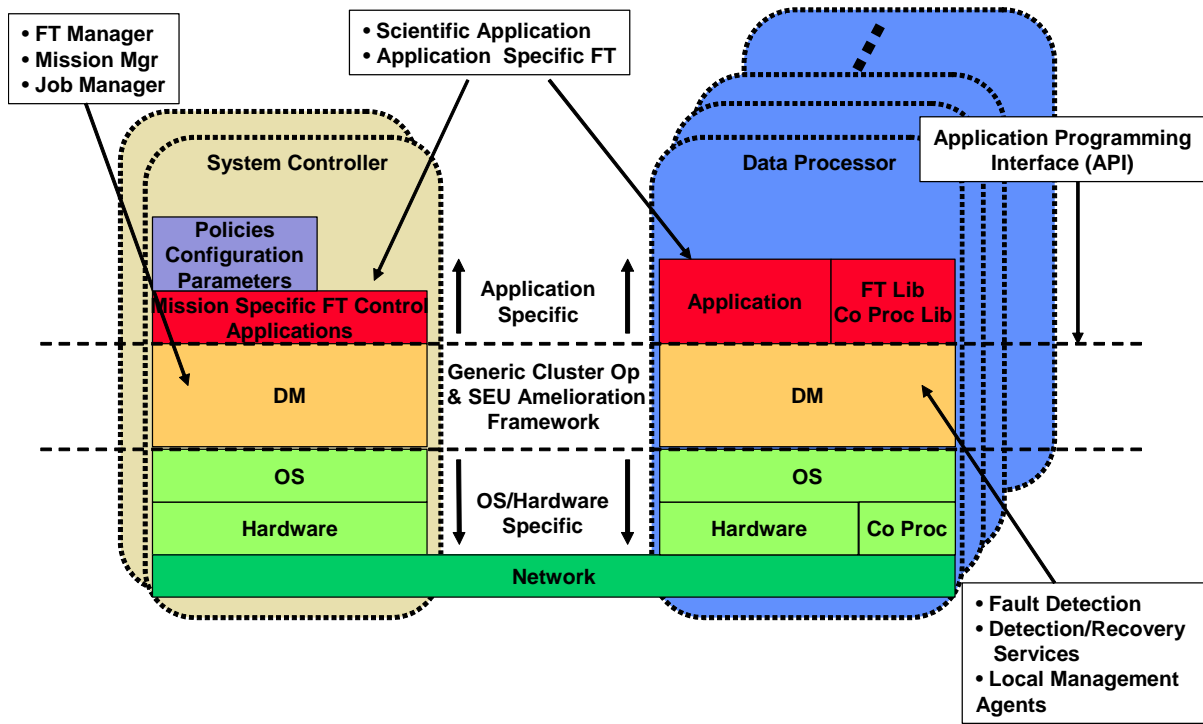 • FT Manager
• Mission Mgr
• Job Manager
• Scientific Application
• Application Specific FT
Application Programming
Interface (API)
System Controller
Data Processor
Policies
Configuration
Parameters
Mission Specific FT Control
Applications
Application
Specific
Application
FT Lib
Co Proc Lib
DM
Generic Cluster Op
& SEU Amelioration
Framework
DM
OS
OS/Hardware
Specific
OS
Hardware
Hardware
Co Proc
Network
• Fault Detection
• Detection/Recovery
Services
• Local Management
Agents